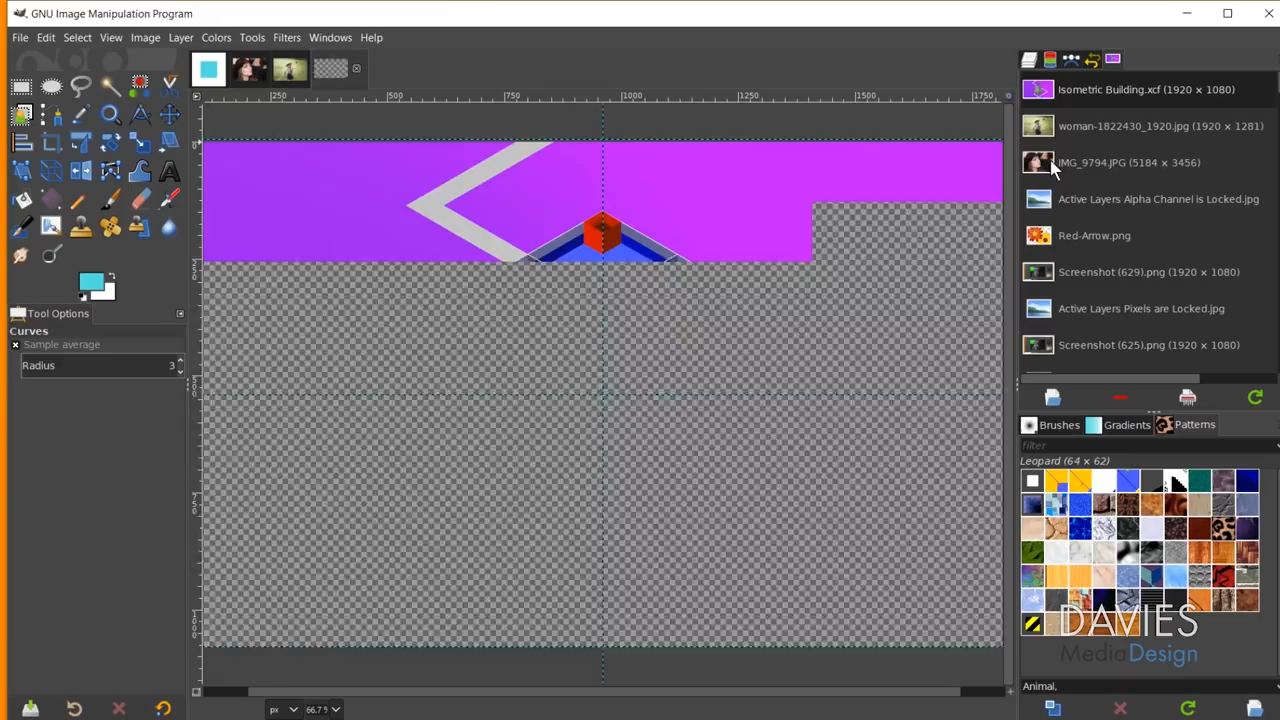 GNU Image Manipulation Program
File Edit Select View Image Layer Colors Tools Filters Windows Help
250 500 750 1000 1250 1500 1750
Isometric Building.xcf (1920 × 1080)
woman-1822430_1920.jpg (1920 × 1281)
IMG_9794.JPG (5184 × 3456)
Active Layers Alpha Channel is Locked.jpg
Red-Arrow.png
Screenshot (629).png (1920 × 1080)
Active Layers Pixels are Locked.jpg
Screenshot (625).png (1920 × 1080)
Tool Options
Curves
Sample average
Radius 3
Brushes Gradients Patterns
filter
Leopard (64 × 62)
DAVIES
MediaDesign
Animal,
px 66.7